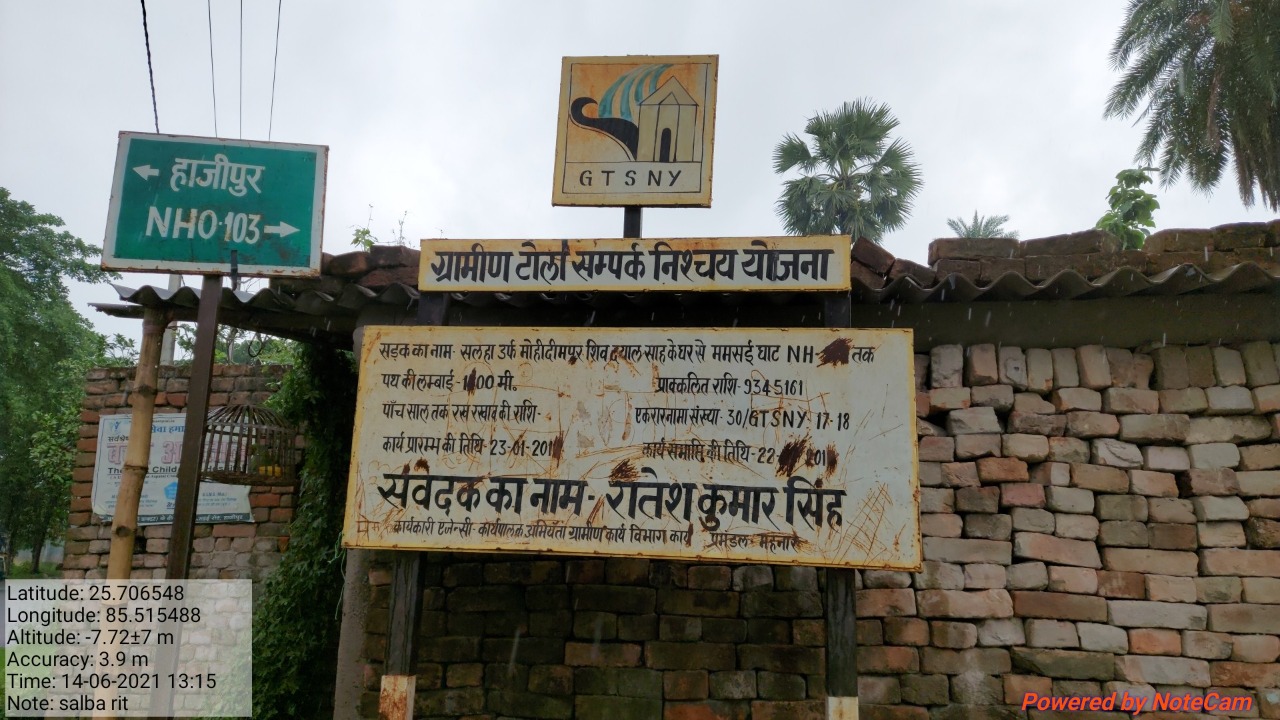 हाजीपुर
NHO-103
GTSNY
ग्रामीण टोला सम्पर्क निश्चय योजना
सड़क का नाम- सलहा उर्फ मोहीदीमपूर शिव दयाल साह के घर से ममसई घाट NH- तक
पथ की लम्बाई- 00 मी. प्राक्कलित राशि- 9345161
पाँच साल तक रख रखाव की राशि- एकरारनामा संख्या- 30/GTSNY 17-18
कार्य प्रारम्भ की तिथि- 23-01-201 कार्य समाप्ति की तिथि- 22-
संवेदक का नाम- रीतेश कुमार सिंह
कार्यकारी एजेन्सी- कार्यपालक अभियंता ग्रामीण कार्य विभाग कार्य प्रमंडल- महनार
Latitude: 25.706548
Longitude: 85.515488
Altitude: -7.72±7 m
Accuracy: 3.9 m
Time: 14-06-2021 13:15
Note: salba rit
Powered by NoteCam